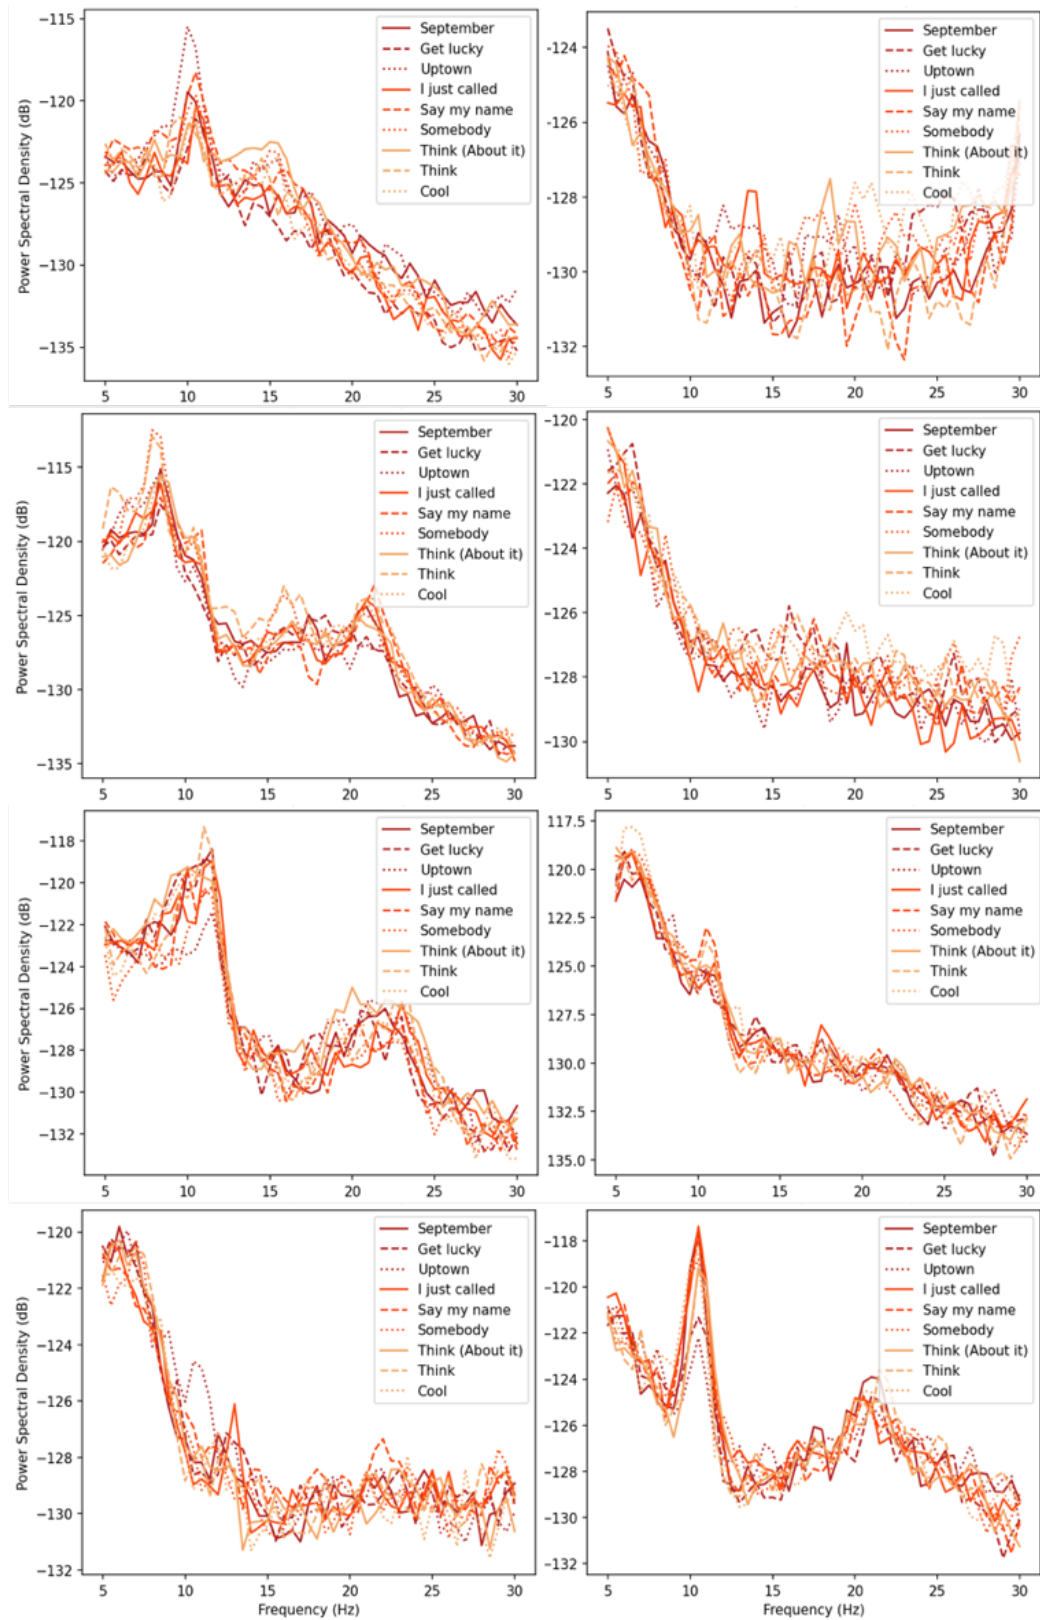 −115
−120
−125
−130
−135
Power Spectral Density (dB)
5 10 15 20 25 30
September
Get lucky
Uptown
I just called
Say my name
Somebody
Think (About it)
Think
Cool
-124
-126
-128
-130
-132
5 10 15 20 25 30
September
Get lucky
Uptown
I just called
Say my name
Somebody
Think (About it)
Think
Cool
−115
−120
−125
−130
−135
Power Spectral Density (dB)
5 10 15 20 25 30
September
Get lucky
Uptown
I just called
Say my name
Somebody
Think (About it)
Think
Cool
−120
−122
−124
−126
−128
−130
5 10 15 20 25 30
September
Get lucky
Uptown
I just called
Say my name
Somebody
Think (About it)
Think
Cool
−118
−120
−122
−124
−126
−128
−130
−132
Power Spectral Density (dB)
5 10 15 20 25 30
September
Get lucky
Uptown
I just called
Say my name
Somebody
Think (About it)
Think
Cool
117.5
120.0
122.5
125.0
127.5
130.0
132.5
135.0
5 10 15 20 25 30
September
Get lucky
Uptown
I just called
Say my name
Somebody
Think (About it)
Think
Cool
−120
−122
−124
−126
−128
−130
−132
Power Spectral Density (dB)
5 10 15 20 25 30
Frequency (Hz)
September
Get lucky
Uptown
I just called
Say my name
Somebody
Think (About it)
Think
Cool
−118
−120
−122
−124
−126
−128
−130
−132
5 10 15 20 25 30
Frequency (Hz)
September
Get lucky
Uptown
I just called
Say my name
Somebody
Think (About it)
Think
Cool